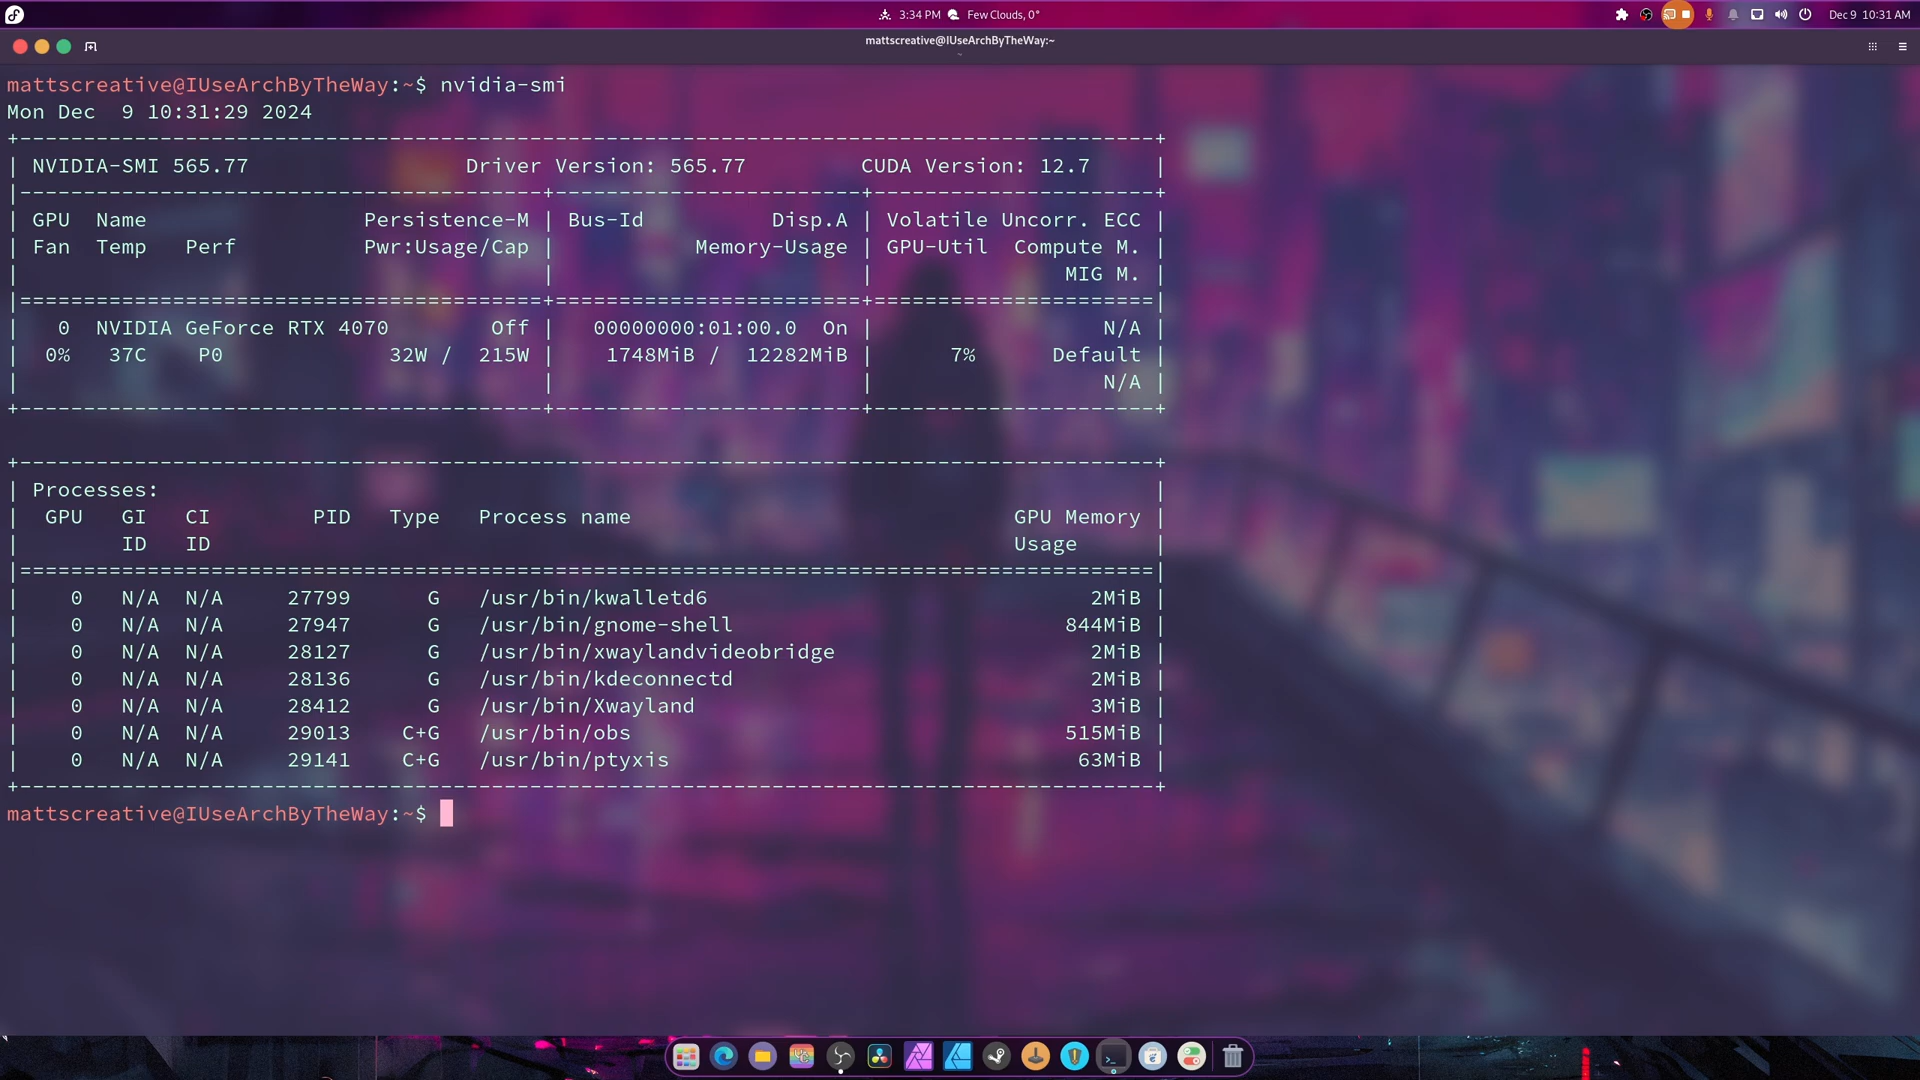 3:34 PM Few Clouds, 0°
Dec 9 10:31 AM
mattscreative@IUseArchByTheWay:~
~
mattscreative@IUseArchByTheWay:~$ nvidia-smi
Mon Dec  9 10:31:29 2024
+-----------------------------------------------------------------------------------------+
| NVIDIA-SMI 565.77                 Driver Version: 565.77         CUDA Version: 12.7     |
|-----------------------------------------+------------------------+----------------------+
| GPU  Name                 Persistence-M | Bus-Id          Disp.A | Volatile Uncorr. ECC |
| Fan  Temp   Perf          Pwr:Usage/Cap |           Memory-Usage | GPU-Util  Compute M. |
|                                         |                        |               MIG M. |
|=========================================+========================+======================|
|   0  NVIDIA GeForce RTX 4070        Off |   00000000:01:00.0  On |                  N/A |
|  0%   37C    P0              32W /  215W |    1748MiB /  12282MiB |      7%      Default |
|                                         |                        |                  N/A |
+-----------------------------------------+------------------------+----------------------+
+-----------------------------------------------------------------------------------------+
| Processes:                                                                              |
|  GPU   GI   CI        PID   Type   Process name                              GPU Memory |
|        ID   ID                                                               Usage      |
|=========================================================================================|
|    0   N/A  N/A     27799      G   /usr/bin/kwalletd6                              2MiB |
|    0   N/A  N/A     27947      G   /usr/bin/gnome-shell                          844MiB |
|    0   N/A  N/A     28127      G   /usr/bin/xwaylandvideobridge                    2MiB |
|    0   N/A  N/A     28136      G   /usr/bin/kdeconnectd                            2MiB |
|    0   N/A  N/A     28412      G   /usr/bin/Xwayland                               3MiB |
|    0   N/A  N/A     29013    C+G   /usr/bin/obs                                  515MiB |
|    0   N/A  N/A     29141    C+G   /usr/bin/ptyxis                                63MiB |
+-----------------------------------------------------------------------------------------+
mattscreative@IUseArchByTheWay:~$